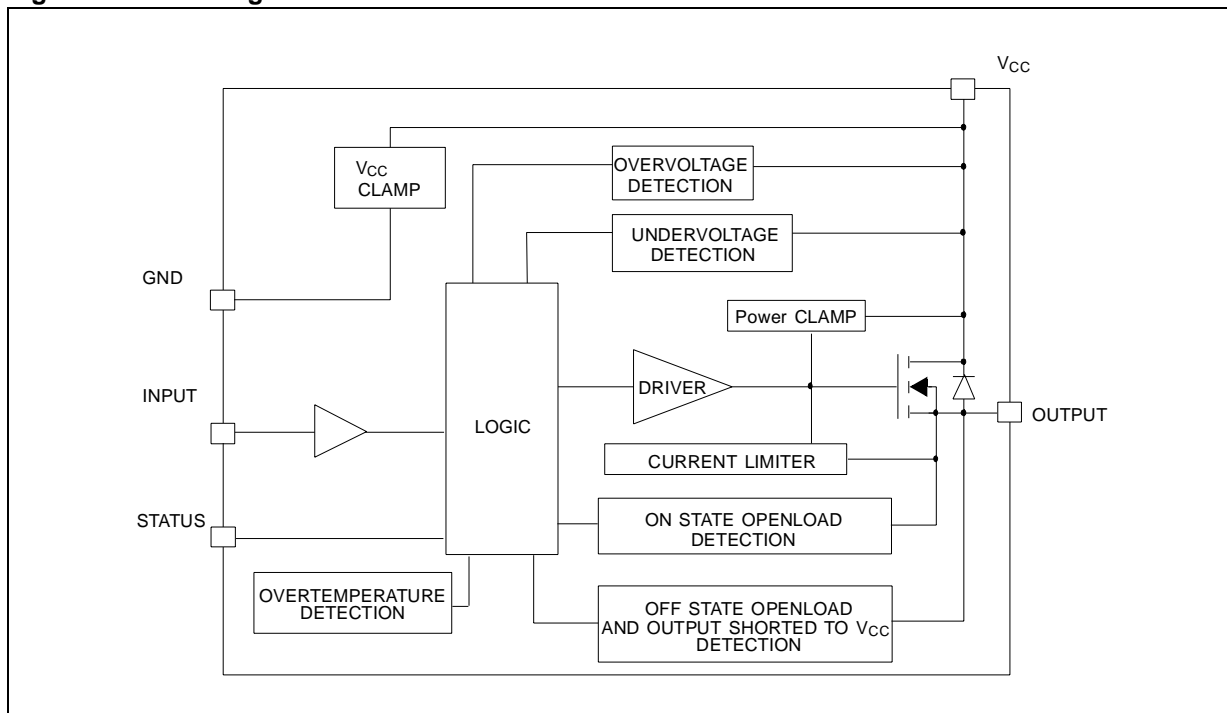 VCC
VCC
CLAMP
OVERVOLTAGE
DETECTION
UNDERVOLTAGE
DETECTION
GND
Power CLAMP
DRIVER
INPUT
OUTPUT
LOGIC
CURRENT LIMITER
STATUS
ON STATE OPENLOAD
DETECTION
OVERTEMPERATURE
DETECTION
OFF STATE OPENLOAD
AND OUTPUT SHORTED TO VCC
DETECTION